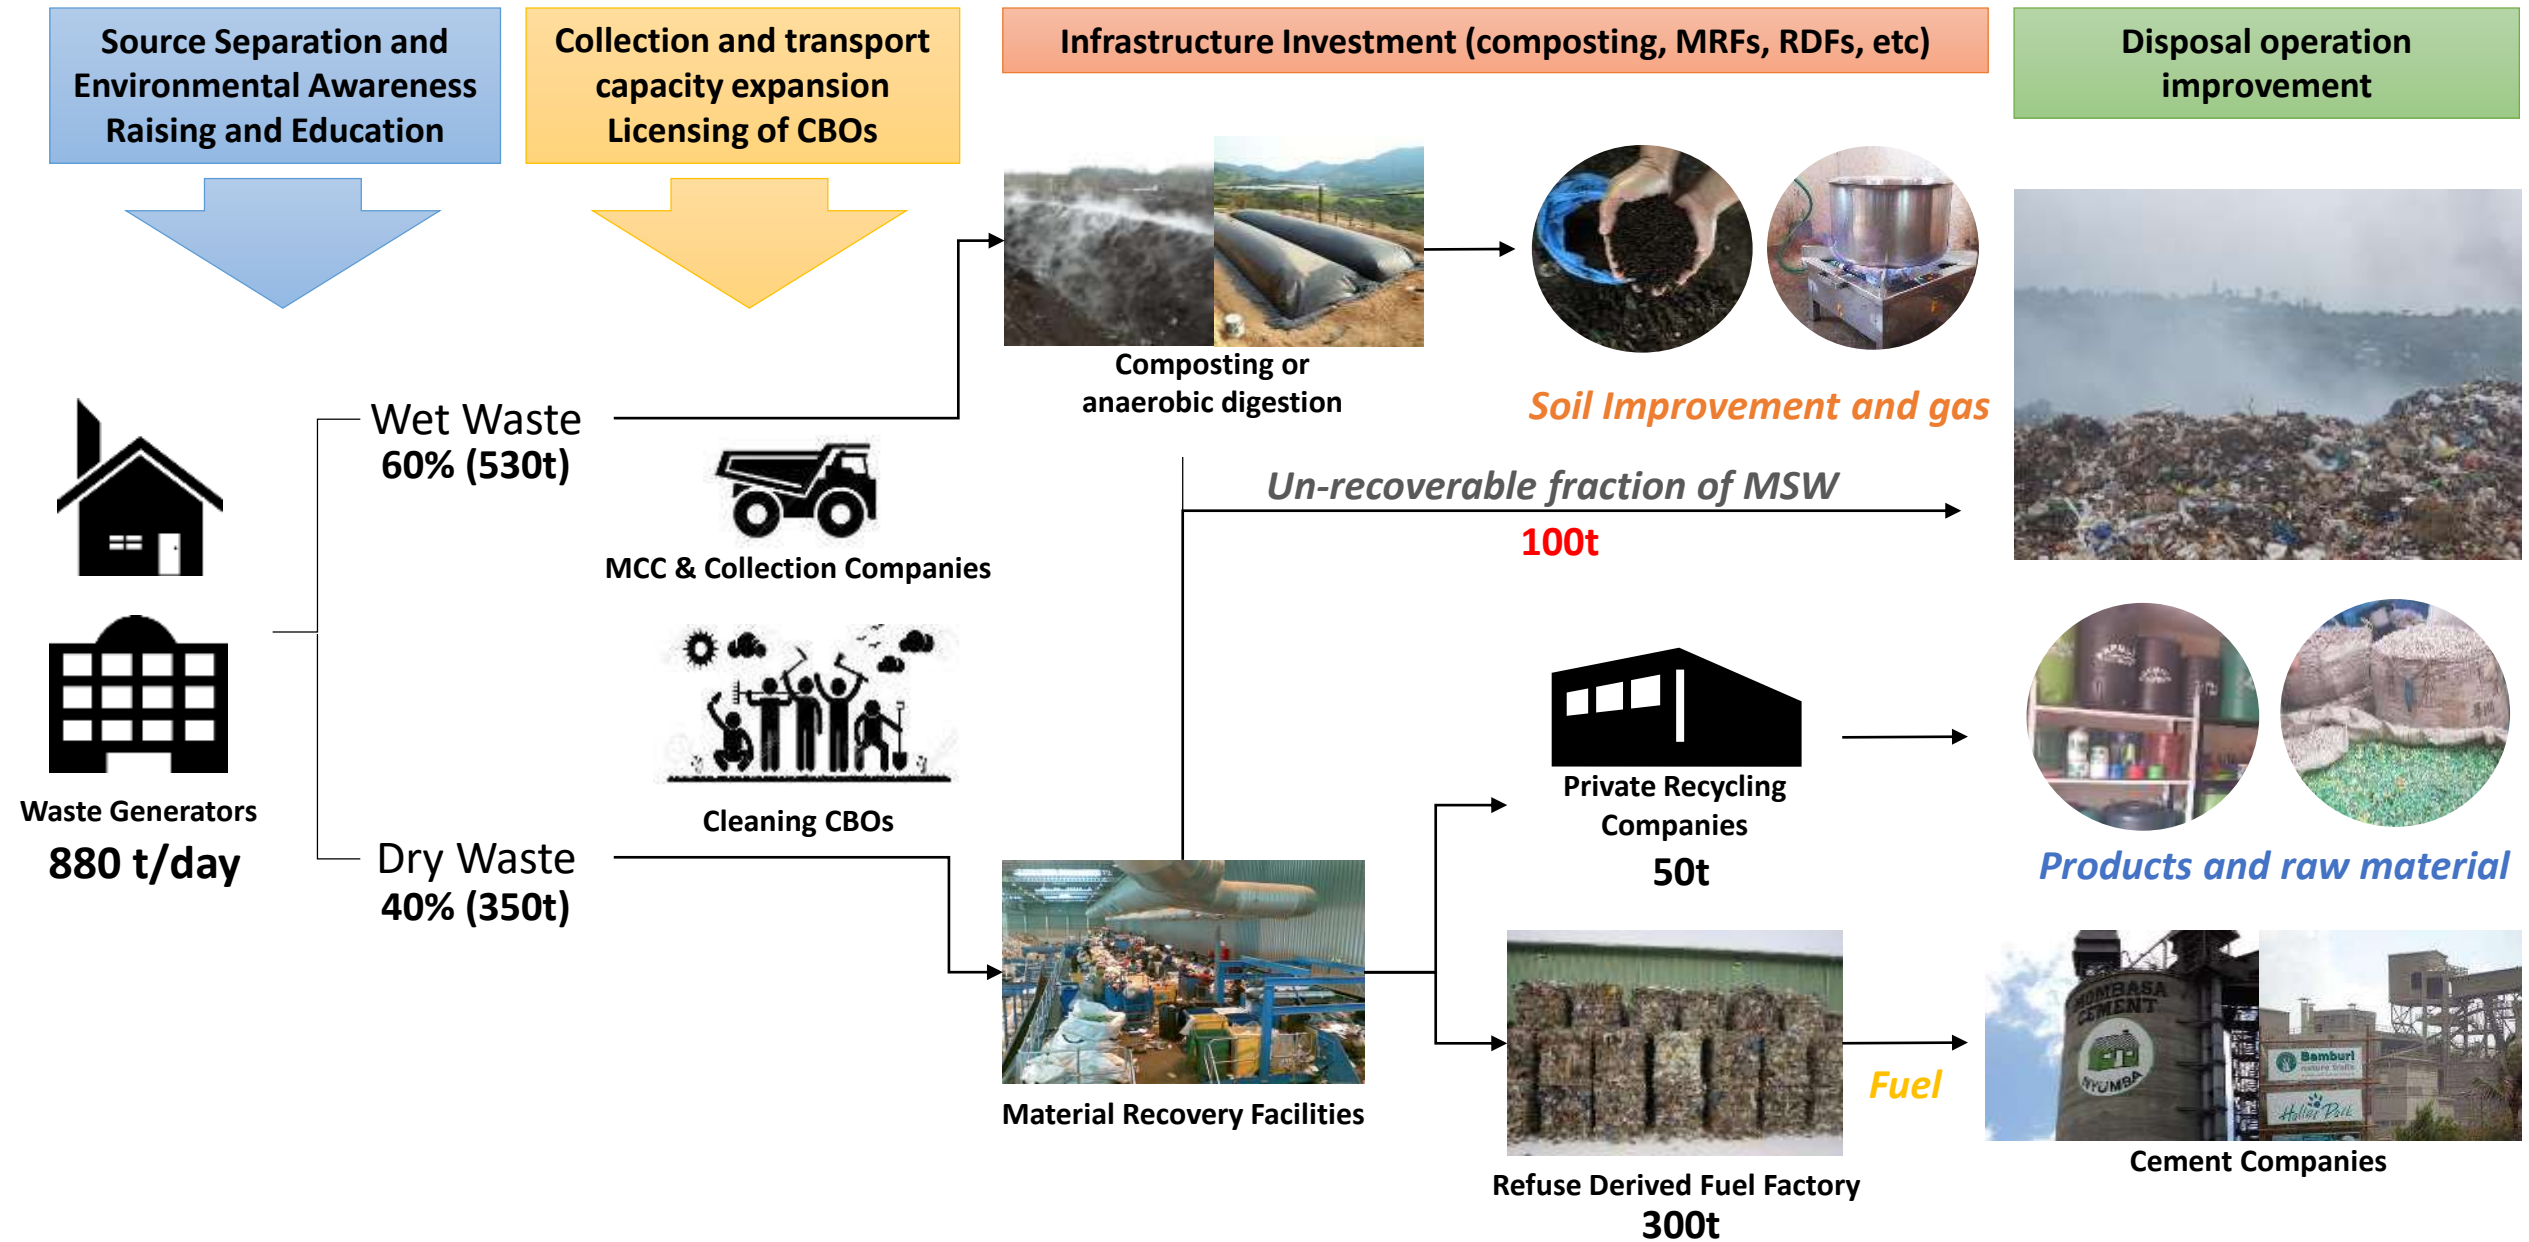 Source Separation and
Environmental Awareness
Raising and Education
Collection and transport
capacity expansion
Licensing of CBOs
Infrastructure Investment (composting, MRFs, RDFs, etc)
Disposal operation
improvement
Composting or
anaerobic digestion
Soil Improvement and gas
Wet Waste
60% (530t)
MCC & Collection Companies
Un-recoverable fraction of MSW
100t
Cleaning CBOs
Waste Generators
880 t/day
Dry Waste
40% (350t)
Material Recovery Facilities
Private Recycling
Companies
50t
Products and raw material
Refuse Derived Fuel Factory
300t
Fuel
MOMBASA
CEMENT
NYUMBA
Bamburi
nature trails
Haller Park
Cement Companies